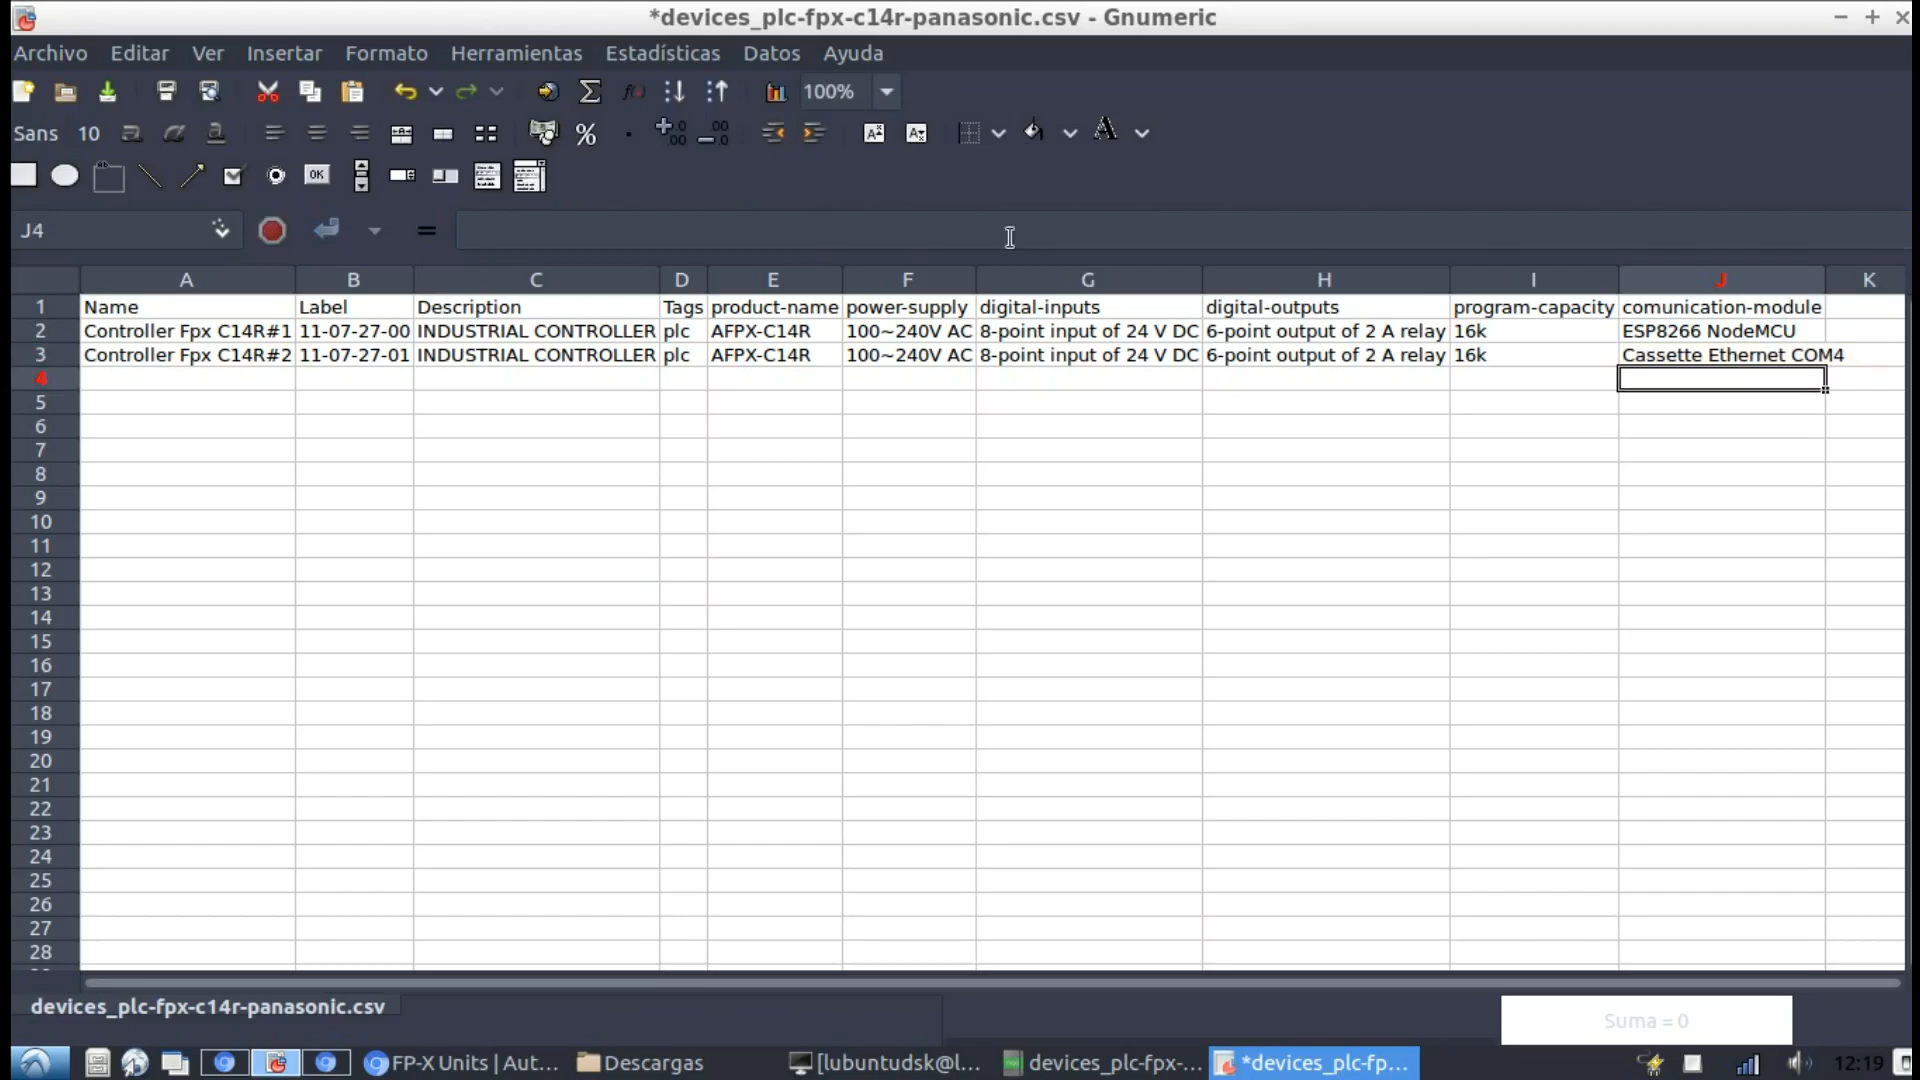 *devices_plc-fpx-c14r-panasonic.csv - Gnumeric
Archivo Editar Ver Insertar Formato Herramientas Estadísticas Datos Ayuda
100%
Sans 10
%
OK
J4 =
A B C D E F G H I J K
1 Name Label Description Tags product-name power-supply digital-inputs digital-outputs program-capacity comunication-module
2 Controller Fpx C14R#1 11-07-27-00 INDUSTRIAL CONTROLLER plc AFPX-C14R 100~240V AC 8-point input of 24 V DC 6-point output of 2 A relay 16k ESP8266 NodeMCU
3 Controller Fpx C14R#2 11-07-27-01 INDUSTRIAL CONTROLLER plc AFPX-C14R 100~240V AC 8-point input of 24 V DC 6-point output of 2 A relay 16k Cassette Ethernet COM4
4
5
6
7
8
9
10
11
12
13
14
15
16
17
18
19
20
21
22
23
24
25
26
27
28
devices_plc-fpx-c14r-panasonic.csv
Suma = 0
FP-X Units | Aut... Descargas [lubuntudsk@l... devices_plc-fpx-... *devices_plc-fp... 12:19